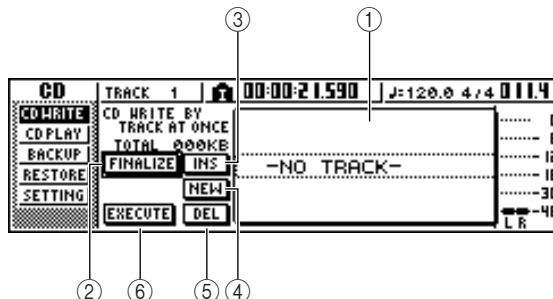 ③ ①
CD TRACK 1 00:00:21.590 ♩=120.0 4/4 011.4
CD WRITE
CD PLAY
BACKUP
RESTORE
SETTING
CD WRITE BY
TRACK AT ONCE
TOTAL 000KB
FINALIZE INS
NEW
EXECUTE DEL
-NO TRACK-
L R
② ⑥ ⑤ ④